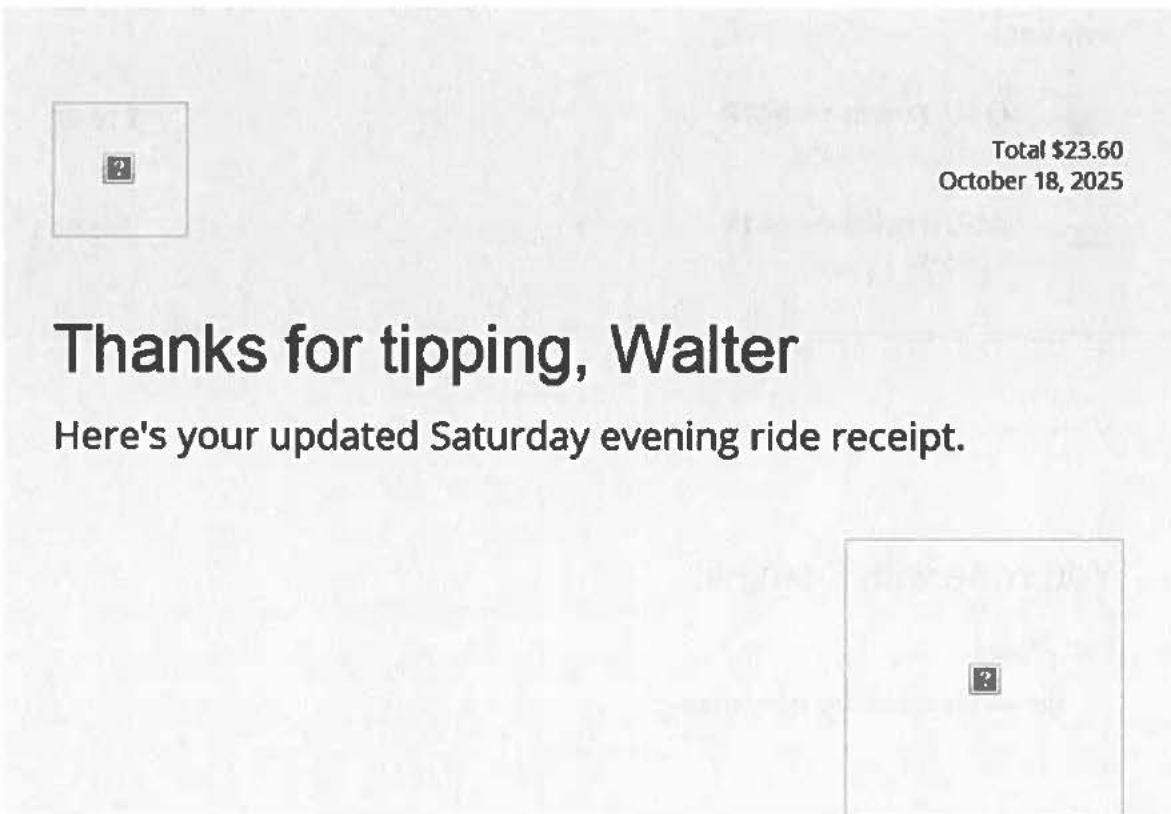 Total $23.60
October 18, 2025
Thanks for tipping, Walter
Here's your updated Saturday evening ride receipt.